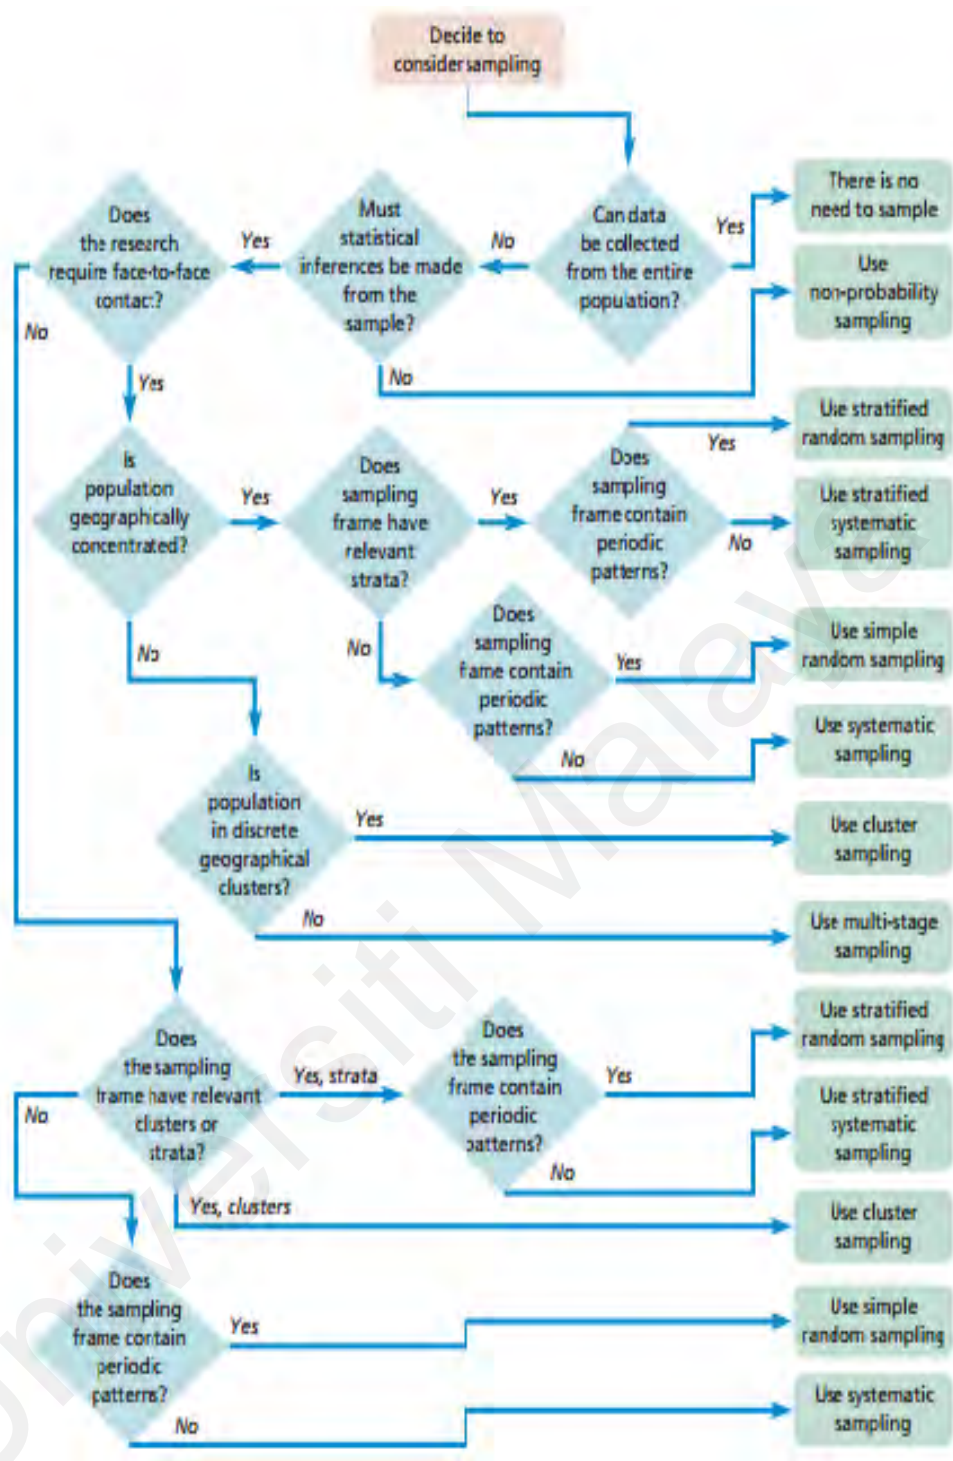 Decide to
consider sampling
Does
the research
require face-to-face
contact?
Yes
Must
statistical
inferences be made
from the
sample?
No
Can data
be collected
from the entire
population?
Yes
There is no
need to sample
Use
non-probability
sampling
No
No
Yes
Is
population
geographically
concentrated?
Yes
Does
sampling
frame have
relevant
strata?
Yes
Does
sampling
frame contain
periodic
patterns?
Yes
No
Use stratified
random sampling
Use stratified
systematic
sampling
No
No
Does
sampling
frame contain
periodic
patterns?
Yes
No
Use simple
random sampling
Use systematic
sampling
Is
population
in discrete
geographical
clusters?
Yes
No
Use cluster
sampling
Use multi-stage
sampling
Does
the sampling
frame have relevant
clusters or
strata?
Yes, strata
Does
the sampling
frame contain
periodic
patterns?
Yes
No
Use stratified
random sampling
Use stratified
systematic
sampling
No
Yes, clusters
Use cluster
sampling
Does
the sampling
frame contain
periodic
patterns?
Yes
No
Use simple
random sampling
Use systematic
sampling
Universiti Malaya